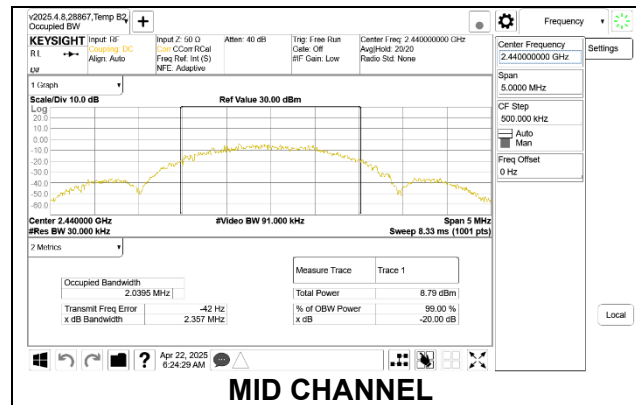 v2025.4.8,28867,Temp B2
Occupied BW
Frequency
KEYSIGHT
Input: RF
Input Z: 50 Ω
Atten: 40 dB
Trig: Free Run
Center Freq: 2.440000000 GHz
RL
Coupling: DC
Corr CCorr RCal
Gate: Off
Avg|Hold: 20/20
Align: Auto
Freq Ref: Int (S)
#IF Gain: Low
Radio Std: None
NFE: Adaptive
Center Frequency
2.440000000 GHz
Settings
Span
5.0000 MHz
CF Step
500.000 kHz
Auto
Man
Freq Offset
0 Hz
1 Graph
Scale/Div 10.0 dB
Ref Value 30.00 dBm
Log
20.0
10.0
0.00
-10.0
-20.0
-30.0
-40.0
-50.0
-60.0
Center 2.440000 GHz
#Video BW 91.000 kHz
Span 5 MHz
#Res BW 30.000 kHz
Sweep 8.33 ms (1001 pts)
2 Metrics
Measure Trace
Trace 1
Occupied Bandwidth
2.0395 MHz
Total Power
8.79 dBm
Transmit Freq Error
-42 Hz
% of OBW Power
99.00 %
x dB Bandwidth
2.357 MHz
x dB
-20.00 dB
Local
?
Apr 22, 2025
6:24:29 AM
MID CHANNEL